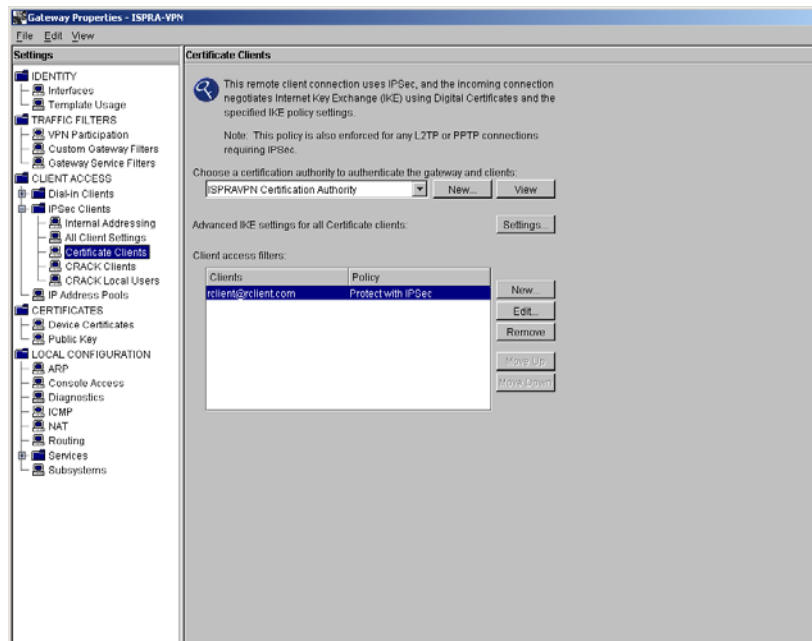 Gateway Properties - ISPRA-VPN
File Edit View
Settings
IDENTITY
Interfaces
Template Usage
TRAFFIC FILTERS
VPN Participation
Custom Gateway Filters
Gateway Service Filters
CLIENT ACCESS
Dial-in Clients
IPSec Clients
Internal Addressing
All Client Settings
Certificate Clients
CRACK Clients
CRACK Local Users
IP Address Pools
CERTIFICATES
Device Certificates
Public Key
LOCAL CONFIGURATION
ARP
Console Access
Diagnostics
ICMP
NAT
Routing
Services
Subsystems
Certificate Clients
This remote client connection uses IPSec, and the incoming connection
negotiates Internet Key Exchange (IKE) using Digital Certificates and the
specified IKE policy settings.
Note: This policy is also enforced for any L2TP or PPTP connections
requiring IPSec.
Choose a certification authority to authenticate the gateway and clients:
ISPRAVPN Certification Authority New... View
Advanced IKE settings for all Certificate clients: Settings...
Client access filters:
Clients Policy
rclient@rclient.com Protect with IPSec
New...
Edit...
Remove
Move Up
Move Down